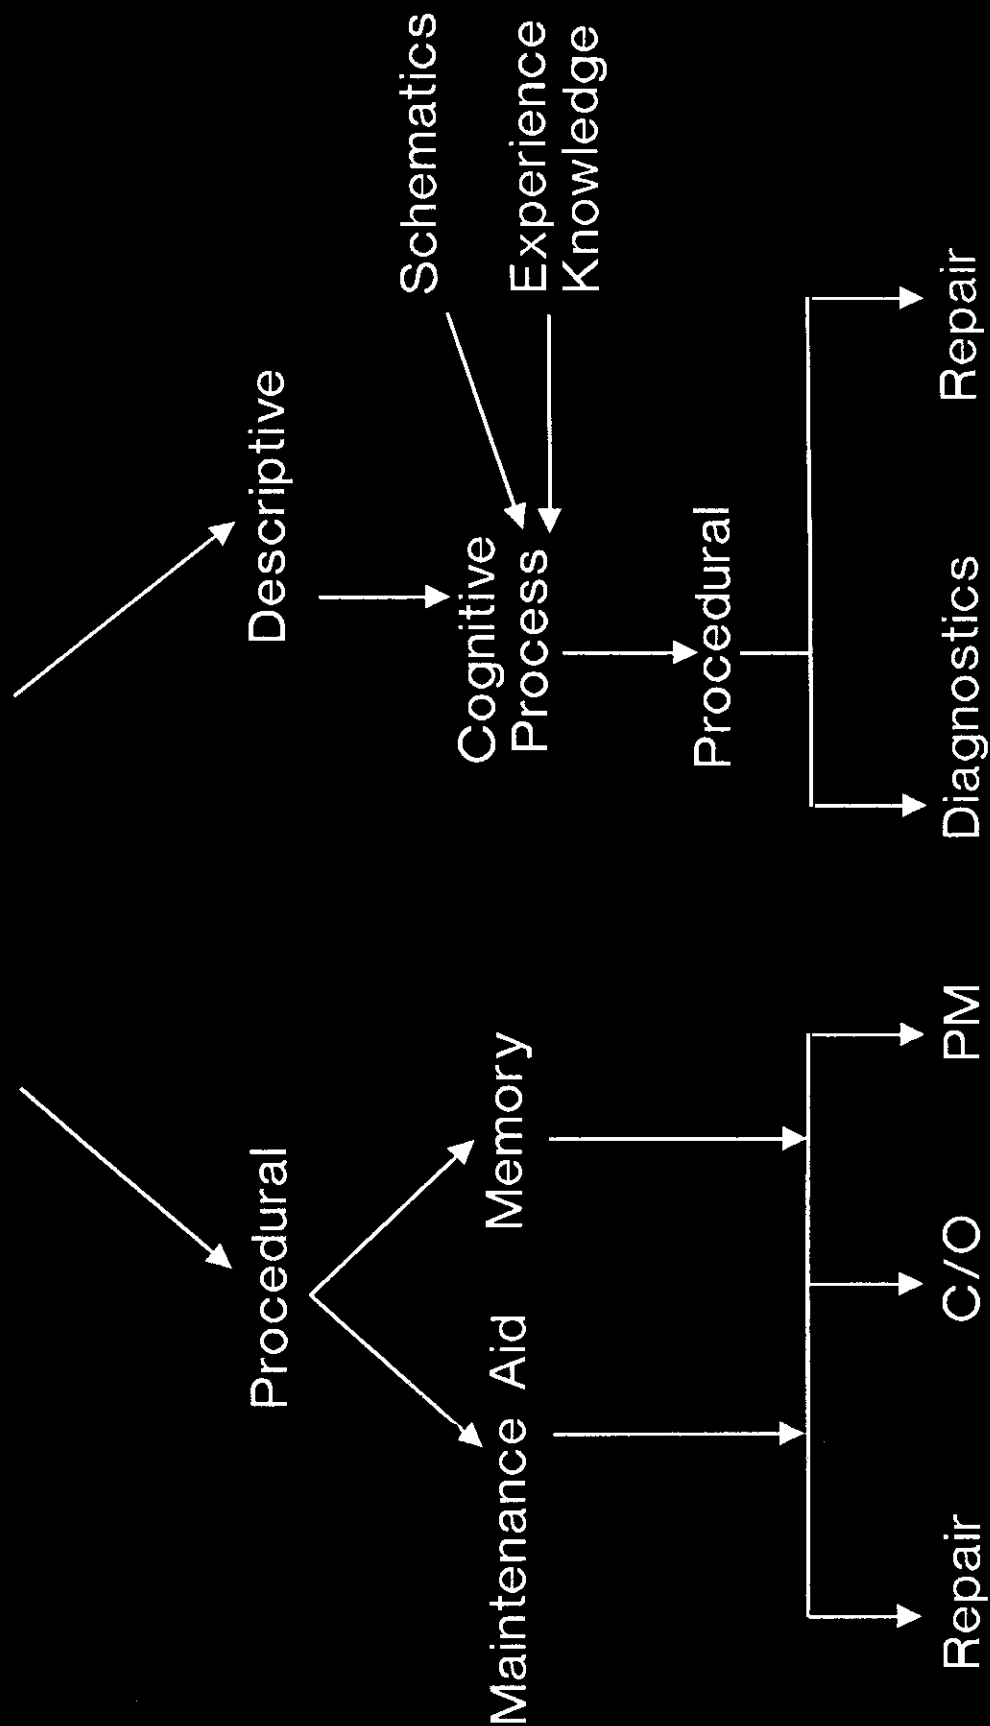 Procedural
Descriptive
Maintenance Aid
Memory
Cognitive
Process
Schematics
Experience
Knowledge
Procedural
Repair
C/O
PM
Diagnostics
Repair